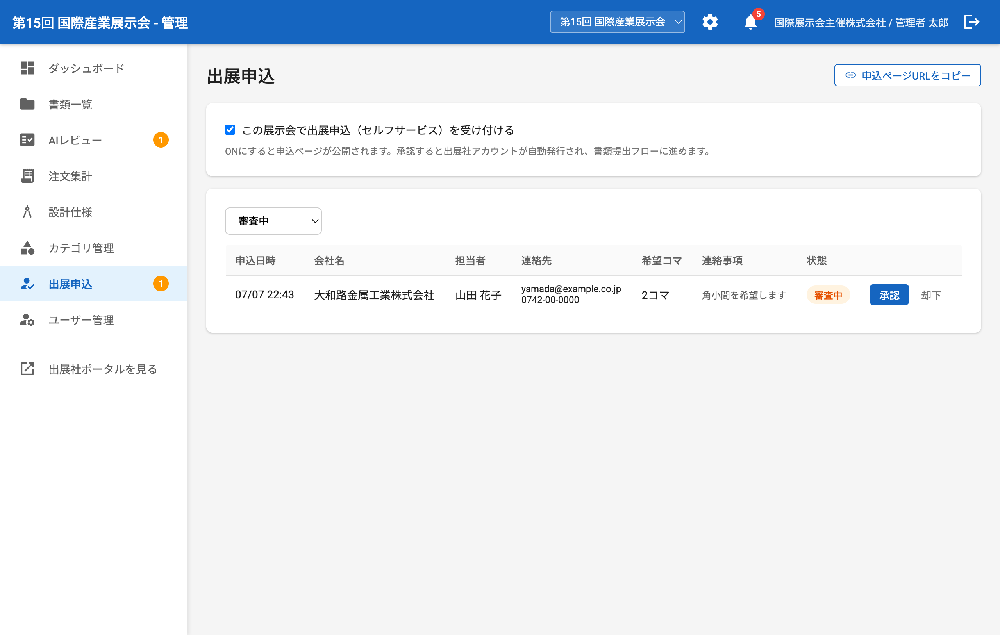 第15回 国際産業展示会 - 管理
第15回 国際産業展示会
5
国際展示会主催株式会社 / 管理者 太郎
ダッシュボード
書類一覧
AIレビュー 1
注文集計
設計仕様
カテゴリ管理
出展申込 1
ユーザー管理
出展社ポータルを見る
出展申込
申込ページURLをコピー
この展示会で出展申込（セルフサービス）を受け付ける
ONにすると申込ページが公開されます。承認すると出展社アカウントが自動発行され、書類提出フローに進めます。
審査中
申込日時 会社名 担当者 連絡先 希望コマ 連絡事項 状態
07/07 22:43 大和路金属工業株式会社 山田 花子 yamada@example.co.jp 2コマ 角小間を希望します 審査中 承認 却下
0742-00-0000